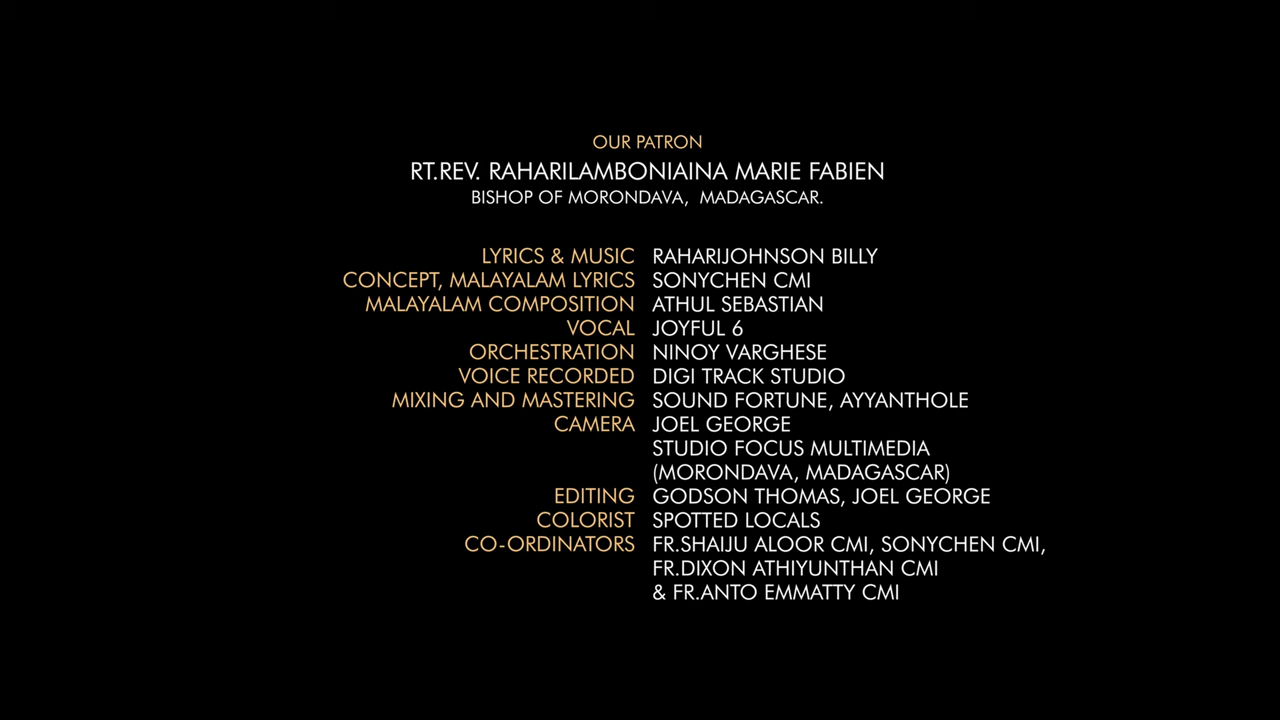 OUR PATRON
RT.REV. RAHARILAMBONIAINA MARIE FABIEN
BISHOP OF MORONDAVA, MADAGASCAR.
LYRICS & MUSIC RAHARIJOHNSON BILLY
CONCEPT, MALAYALAM LYRICS SONYCHEN CMI
MALAYALAM COMPOSITION ATHUL SEBASTIAN
VOCAL JOYFUL 6
ORCHESTRATION NINOY VARGHESE
VOICE RECORDED DIGI TRACK STUDIO
MIXING AND MASTERING SOUND FORTUNE, AYYANTHOLE
CAMERA JOEL GEORGE
STUDIO FOCUS MULTIMEDIA
(MORONDAVA, MADAGASCAR)
EDITING GODSON THOMAS, JOEL GEORGE
COLORIST SPOTTED LOCALS
CO-ORDINATORS FR.SHAIJU ALOOR CMI, SONYCHEN CMI,
FR.DIXON ATHIYUNTHAN CMI
& FR.ANTO EMMATTY CMI